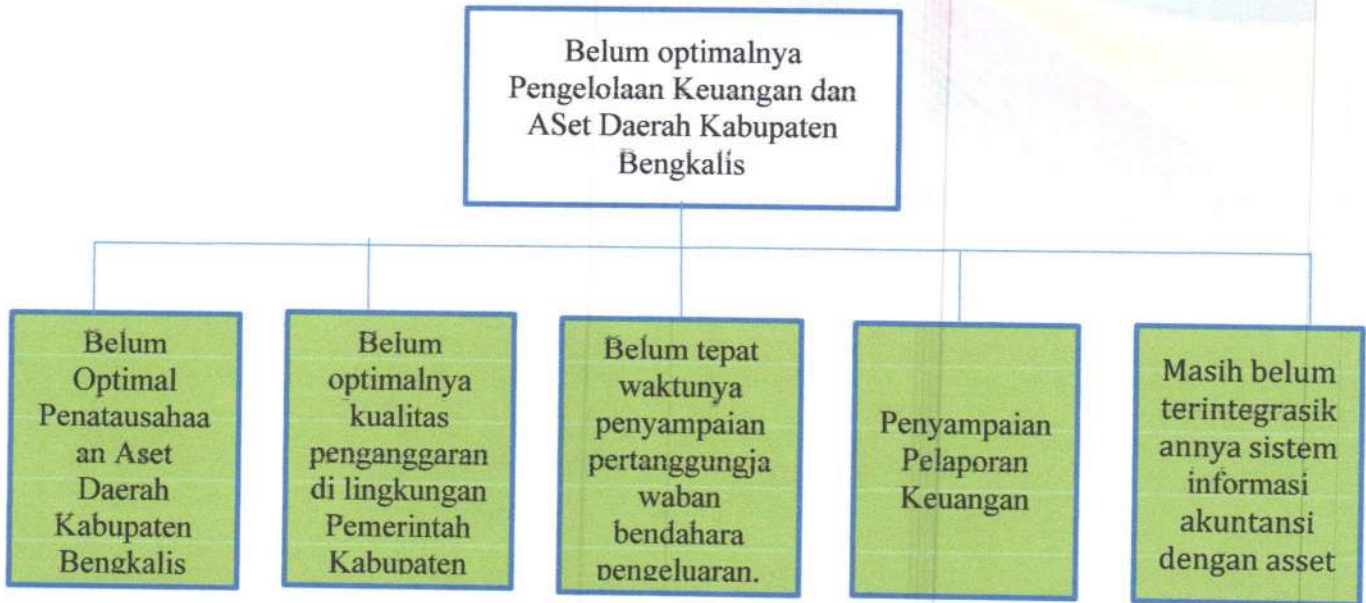 Belum optimalnya
Pengelolaan Keuangan dan
ASet Daerah Kabupaten
Bengkalis
Belum
Optimal
Penatausahaa
an Aset
Daerah
Kabupaten
Bengkalis
Belum
optimalnya
kualitas
penganggaran
di lingkungan
Pemerintah
Kabupaten
Belum tepat
waktunya
penyampaian
pertanggungja
waban
bendahara
pengeluaran.
Penyampaian
Pelaporan
Keuangan
Masih belum
terintegrasik
annya sistem
informasi
akuntansi
dengan asset